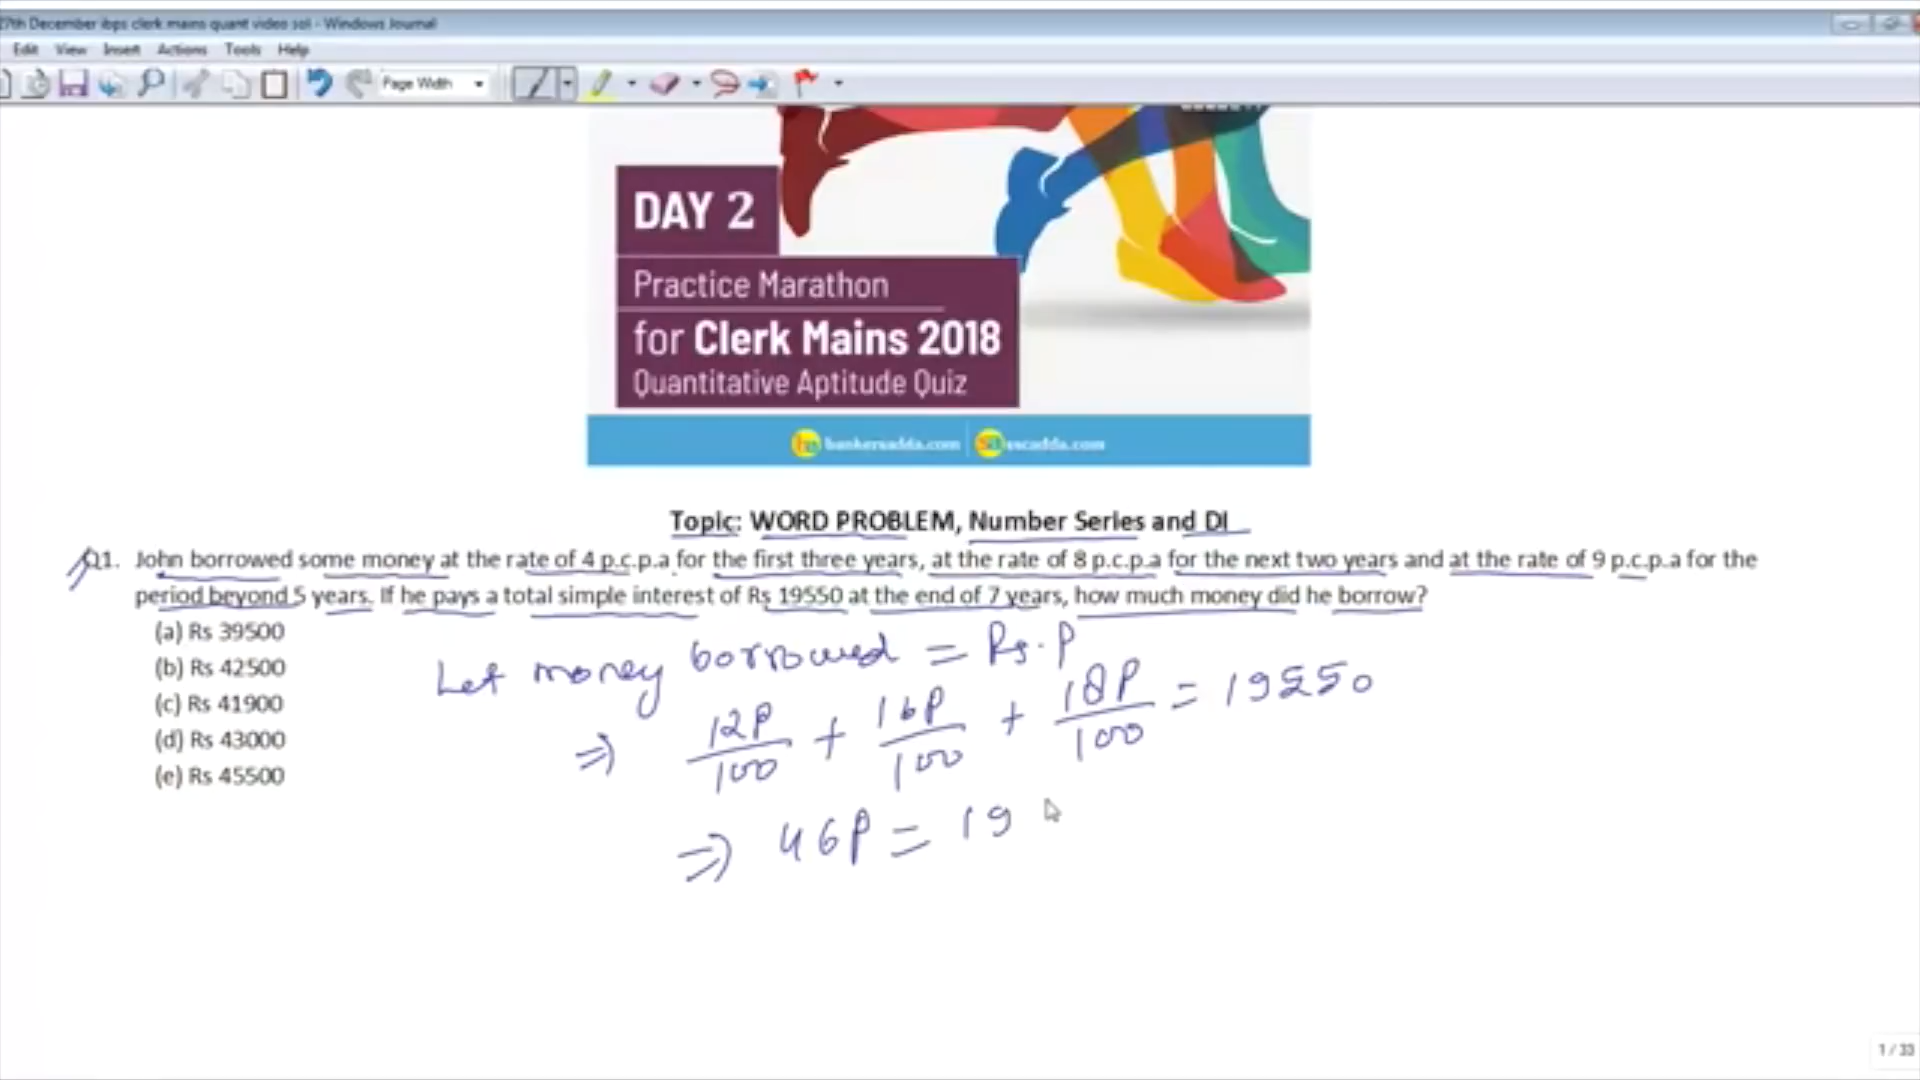 27th December ibps clerk mains quant video sol - Windows Journal
Edit View Insert Actions Tools Help
Page Width
DAY 2
Practice Marathon
for Clerk Mains 2018
Quantitative Aptitude Quiz
bankersadda.com | sscadda.com
Topic: WORD PROBLEM, Number Series and DI
Q1. John borrowed some money at the rate of 4 p.c.p.a for the first three years, at the rate of 8 p.c.p.a for the next two years and at the rate of 9 p.c.p.a for the
period beyond 5 years. If he pays a total simple interest of Rs 19550 at the end of 7 years, how much money did he borrow?
(a) Rs 39500
(b) Rs 42500
(c) Rs 41900
(d) Rs 43000
(e) Rs 45500
Let money borrowed = Rs. P
⇒ 12P/100 + 16P/100 + 18P/100 = 19550
⇒ 46P = 19
1 / 33